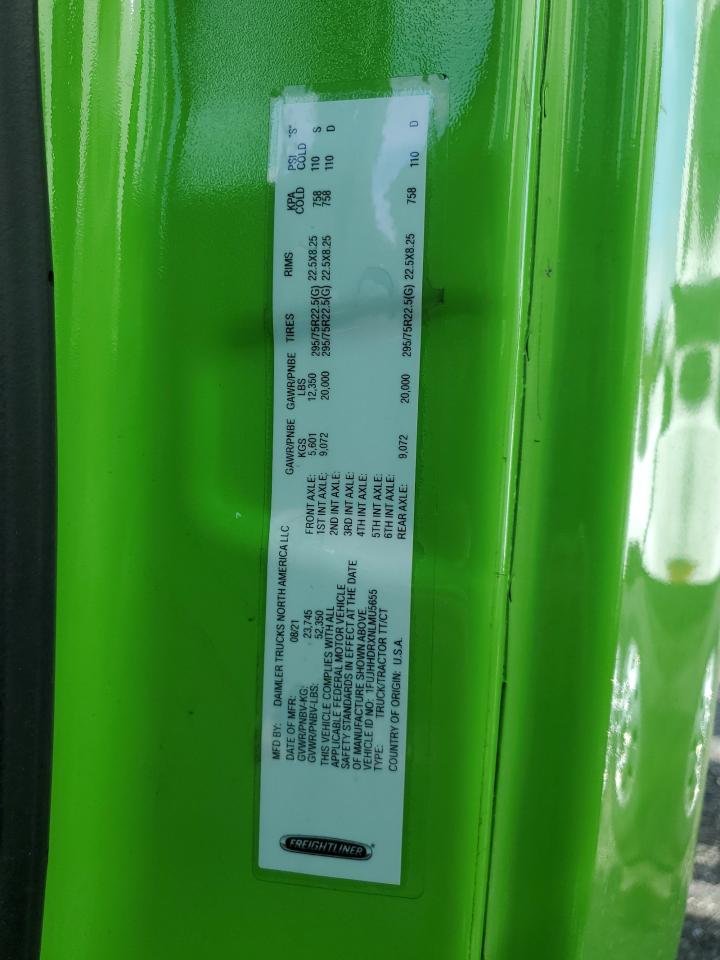 FREIGHTLINER
MFD BY: DAIMLER TRUCKS NORTH AMERICA LLC
DATE OF MFR: 08/21
GVWR/PNBV-KG: 23,745
GVWR/PNBV-LBS: 52,350
THIS VEHICLE COMPLIES WITH ALL
APPLICABLE FEDERAL MOTOR VEHICLE
SAFETY STANDARDS IN EFFECT AT THE DATE
OF MANUFACTURE SHOWN ABOVE.
VEHICLE ID NO: 1FUJHHDRXNLMU5655
TYPE: TRUCK/TRACTOR TT/CT
COUNTRY OF ORIGIN: U.S.A.
GAWR/PNBE GAWR/PNBE TIRES RIMS KPA PSI "S"
KGS LBS COLD COLD
FRONT AXLE: 5,601 12,350 295/75R22.5(G) 22.5X8.25 758 110 S
1ST INT AXLE: 9,072 20,000 295/75R22.5(G) 22.5X8.25 758 110 D
2ND INT AXLE:
3RD INT AXLE:
4TH INT AXLE:
5TH INT AXLE:
6TH INT AXLE:
REAR AXLE: 9,072 20,000 295/75R22.5(G) 22.5X8.25 758 110 D